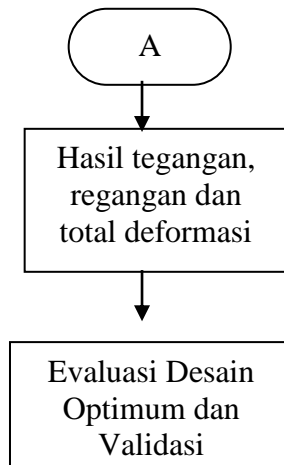 A
Hasil tegangan,
regangan dan
total deformasi
Evaluasi Desain
Optimum dan
Validasi